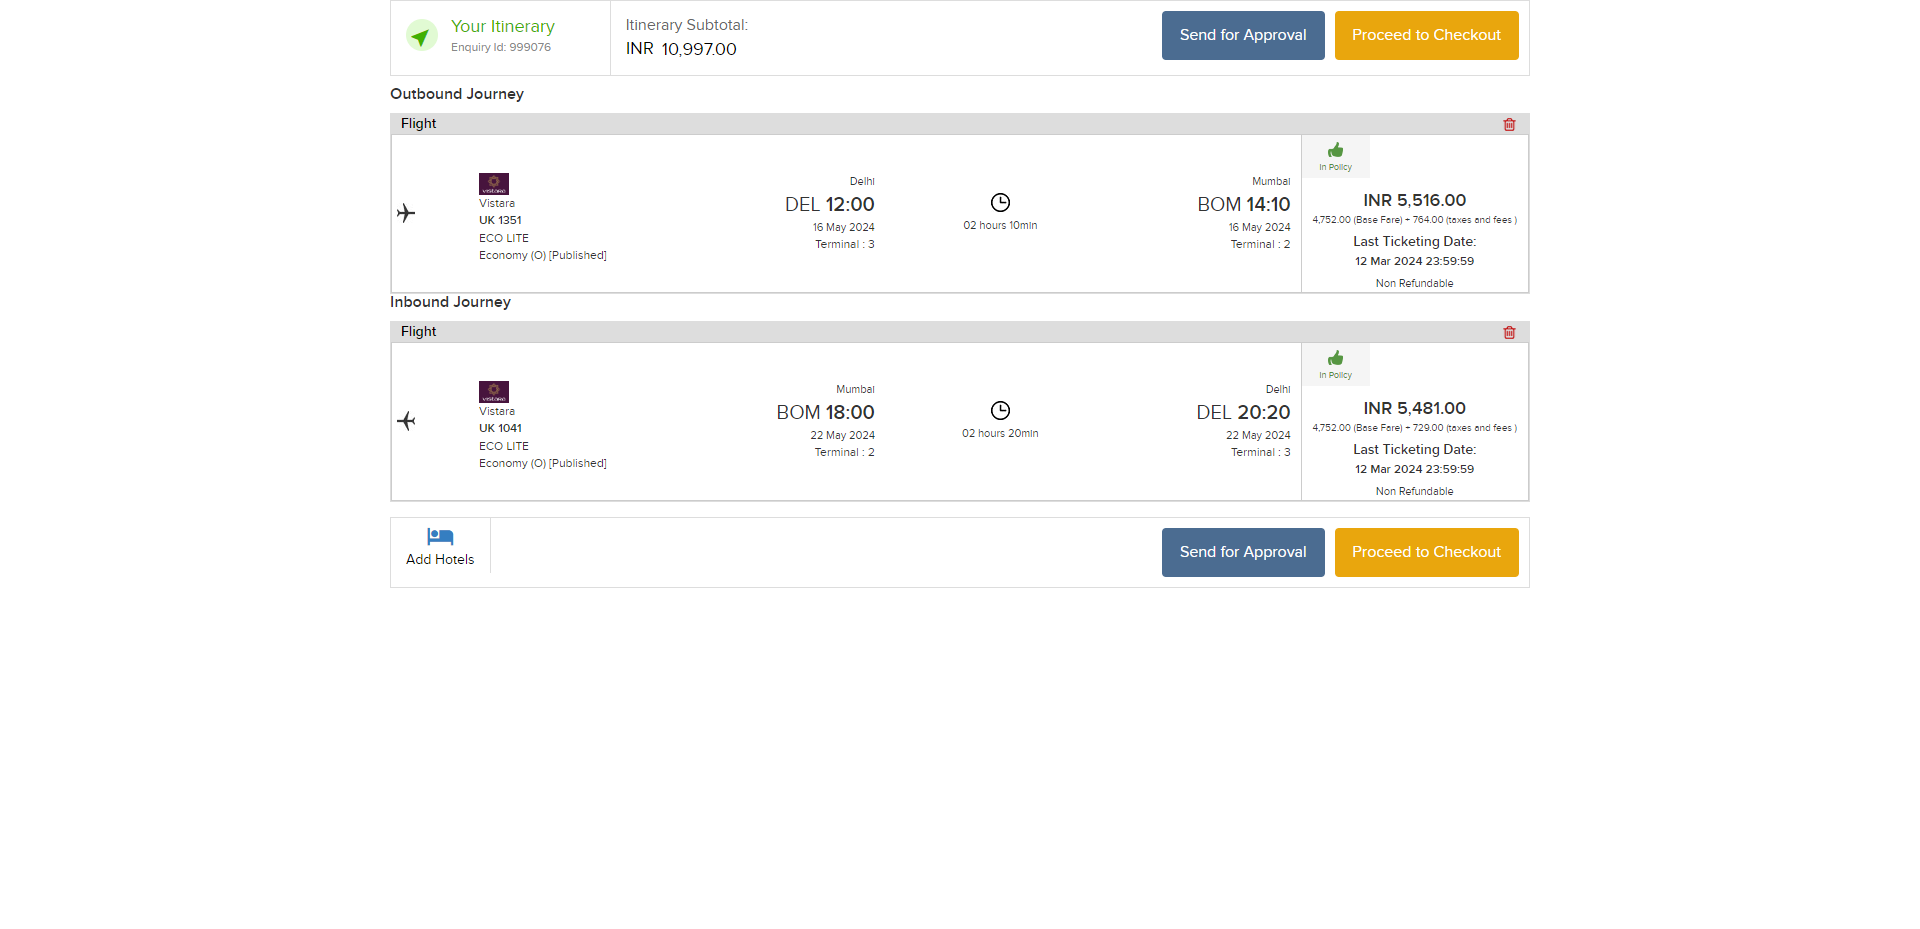 Your Itinerary
Enquiry Id: 999076
Itinerary Subtotal:
INR 10,997.00
Send for Approval
Proceed to Checkout
Outbound Journey
Flight
vistara
Vistara
UK 1351
ECO LITE
Economy (O) [Published]
Delhi
DEL 12:00
16 May 2024
Terminal : 3
02 hours 10min
Mumbai
BOM 14:10
16 May 2024
Terminal : 2
In Policy
INR 5,516.00
4,752.00 (Base Fare) + 764.00 (taxes and fees )
Last Ticketing Date:
12 Mar 2024 23:59:59
Non Refundable
Inbound Journey
Flight
vistara
Vistara
UK 1041
ECO LITE
Economy (O) [Published]
Mumbai
BOM 18:00
22 May 2024
Terminal : 2
02 hours 20min
Delhi
DEL 20:20
22 May 2024
Terminal : 3
In Policy
INR 5,481.00
4,752.00 (Base Fare) + 729.00 (taxes and fees )
Last Ticketing Date:
12 Mar 2024 23:59:59
Non Refundable
Add Hotels
Send for Approval
Proceed to Checkout